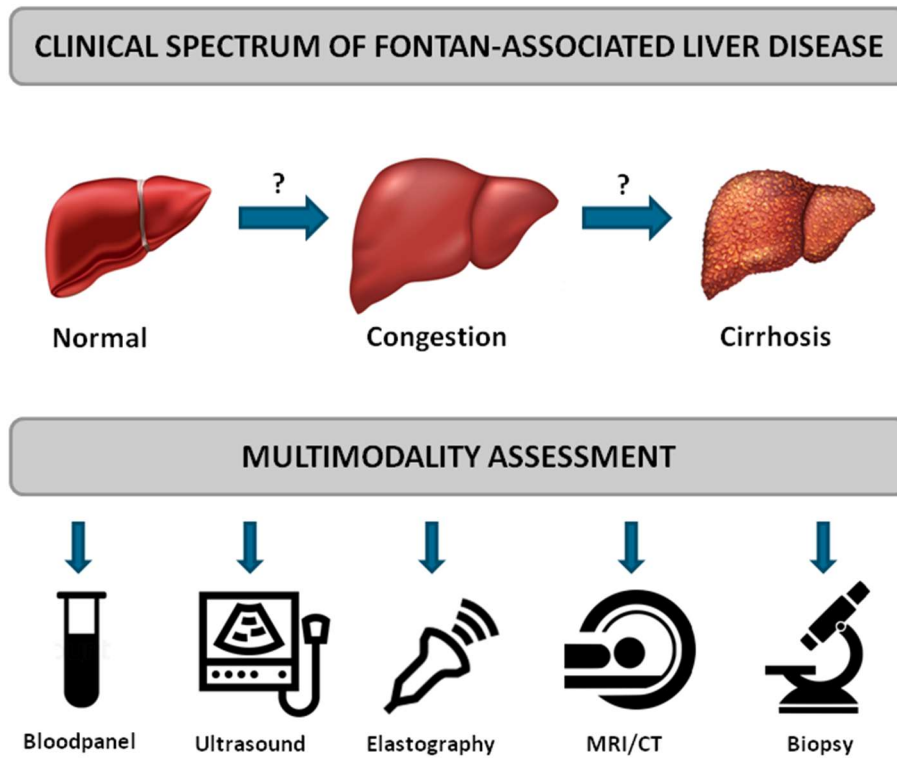 CLINICAL SPECTRUM OF FONTAN-ASSOCIATED LIVER DISEASE
? ?
Normal Congestion Cirrhosis
MULTIMODALITY ASSESSMENT
Bloodpanel Ultrasound Elastography MRI/CT Biopsy